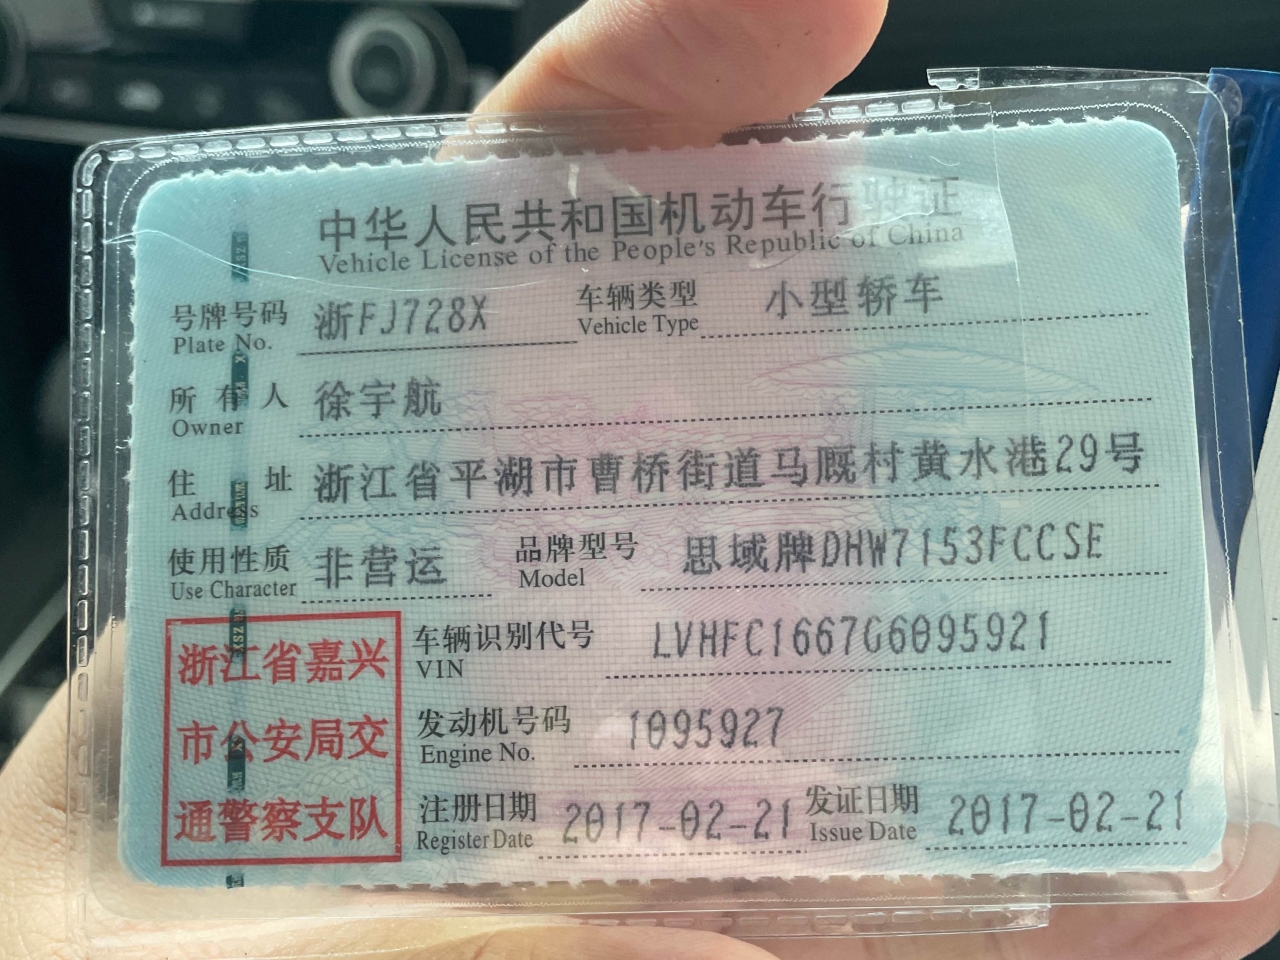 中华人民共和国机动车行驶证
Vehicle License of the People's Republic of China
号牌号码 浙FJ728X 车辆类型 小型轿车
Plate No. Vehicle Type
所有人 徐宇航
Owner
住址 浙江省平湖市曹桥街道马厩村黄水港29号
Address
使用性质 非营运 品牌型号 思域牌DHW7153FCCSE
Use Character Model
浙江省嘉兴
市公安局交
通警察支队
车辆识别代号 LVHFC1667G6095921
VIN
发动机号码 1095927
Engine No.
注册日期 2017-02-21 发证日期 2017-02-21
Register Date Issue Date